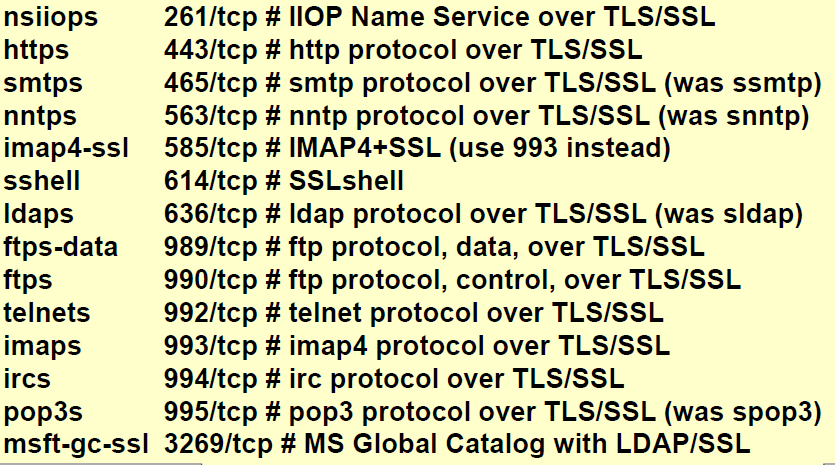 nsiiops 261/tcp # IIOP Name Service over TLS/SSL
https 443/tcp # http protocol over TLS/SSL
smtps 465/tcp # smtp protocol over TLS/SSL (was ssmtp)
nntps 563/tcp # nntp protocol over TLS/SSL (was snntp)
imap4-ssl 585/tcp # IMAP4+SSL (use 993 instead)
sshell 614/tcp # SSLshell
ldaps 636/tcp # ldap protocol over TLS/SSL (was sldap)
ftps-data 989/tcp # ftp protocol, data, over TLS/SSL
ftps 990/tcp # ftp protocol, control, over TLS/SSL
telnets 992/tcp # telnet protocol over TLS/SSL
imaps 993/tcp # imap4 protocol over TLS/SSL
ircs 994/tcp # irc protocol over TLS/SSL
pop3s 995/tcp # pop3 protocol over TLS/SSL (was spop3)
msft-gc-ssl 3269/tcp # MS Global Catalog with LDAP/SSL